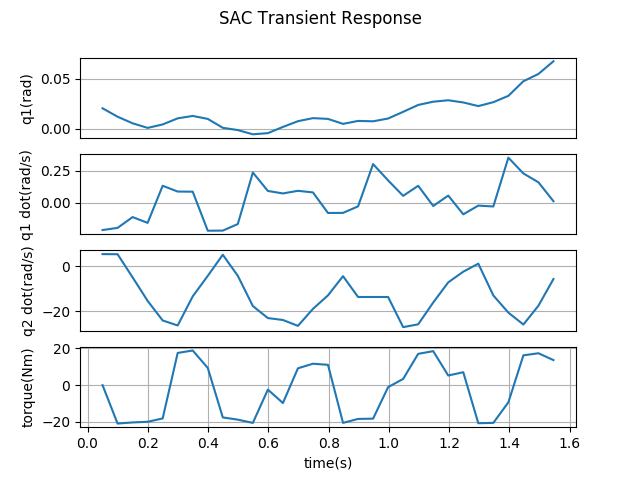 SAC Transient Response
q1(rad)
0.05
0.00
q1 dot(rad/s)
0.25
0.00
q2 dot(rad/s)
0
−20
torque(Nm)
20
0
−20
0.0 0.2 0.4 0.6 0.8 1.0 1.2 1.4 1.6
time(s)